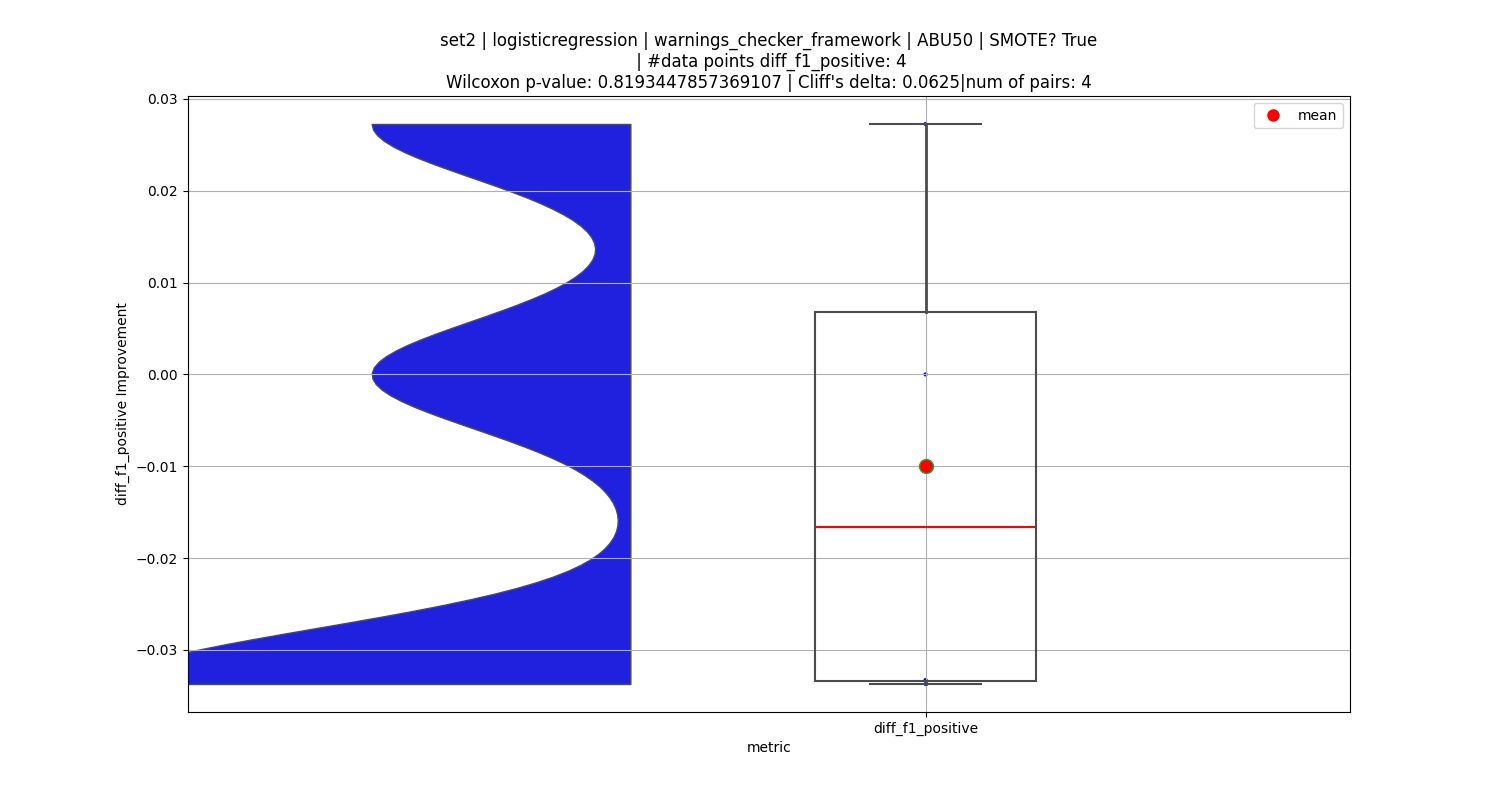 set2 | logisticregression | warnings_checker_framework | ABU50 | SMOTE? True
| #data points diff_f1_positive: 4
Wilcoxon p-value: 0.8193447857369107 | Cliff's delta: 0.0625|num of pairs: 4
mean
0.03
0.02
0.01
0.00
−0.01
−0.02
−0.03
diff_f1_positive Improvement
diff_f1_positive
metric